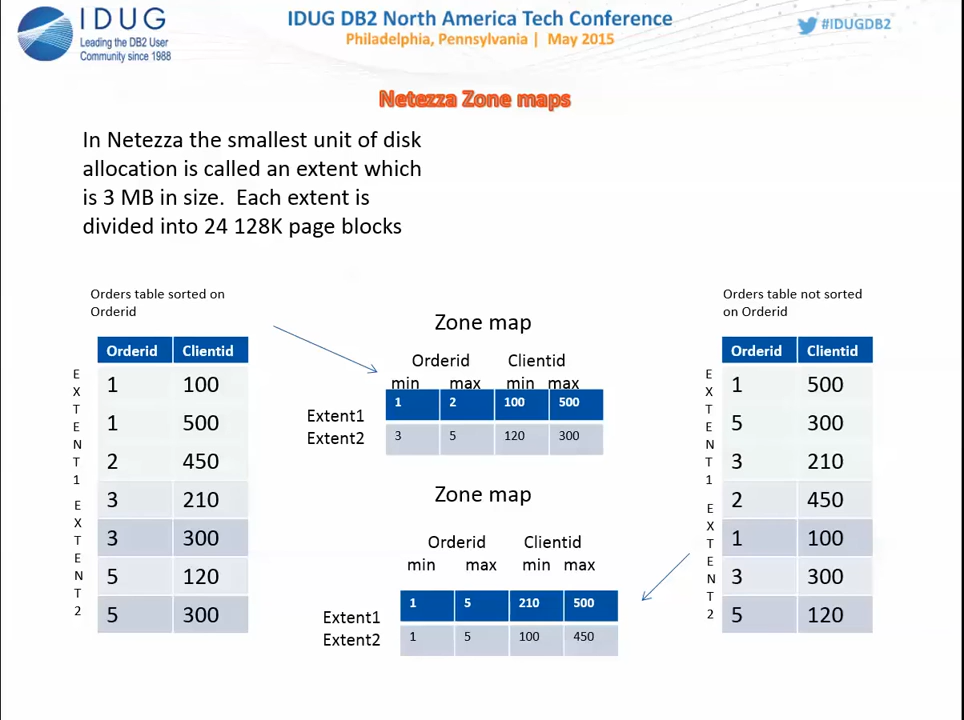 IDUG
Leading the DB2 User
Community since 1988
IDUG DB2 North America Tech Conference
Philadelphia, Pennsylvania | May 2015
#IDUGDB2
Netezza Zone maps
In Netezza the smallest unit of disk
allocation is called an extent which
is 3 MB in size. Each extent is
divided into 24 128K page blocks
Orders table sorted on
Orderid
Orderid Clientid
1 100
1 500
2 450
3 210
3 300
5 120
5 300
EXTENT1
EXTENT2
Zone map
Orderid Clientid
min max min max
1 2 100 500
3 5 120 300
Extent1
Extent2
Zone map
Orderid Clientid
min max min max
1 5 210 500
1 5 100 450
Extent1
Extent2
Orders table not sorted
on Orderid
Orderid Clientid
1 500
5 300
3 210
2 450
1 100
3 300
5 120
EXTENT1
EXTENT2